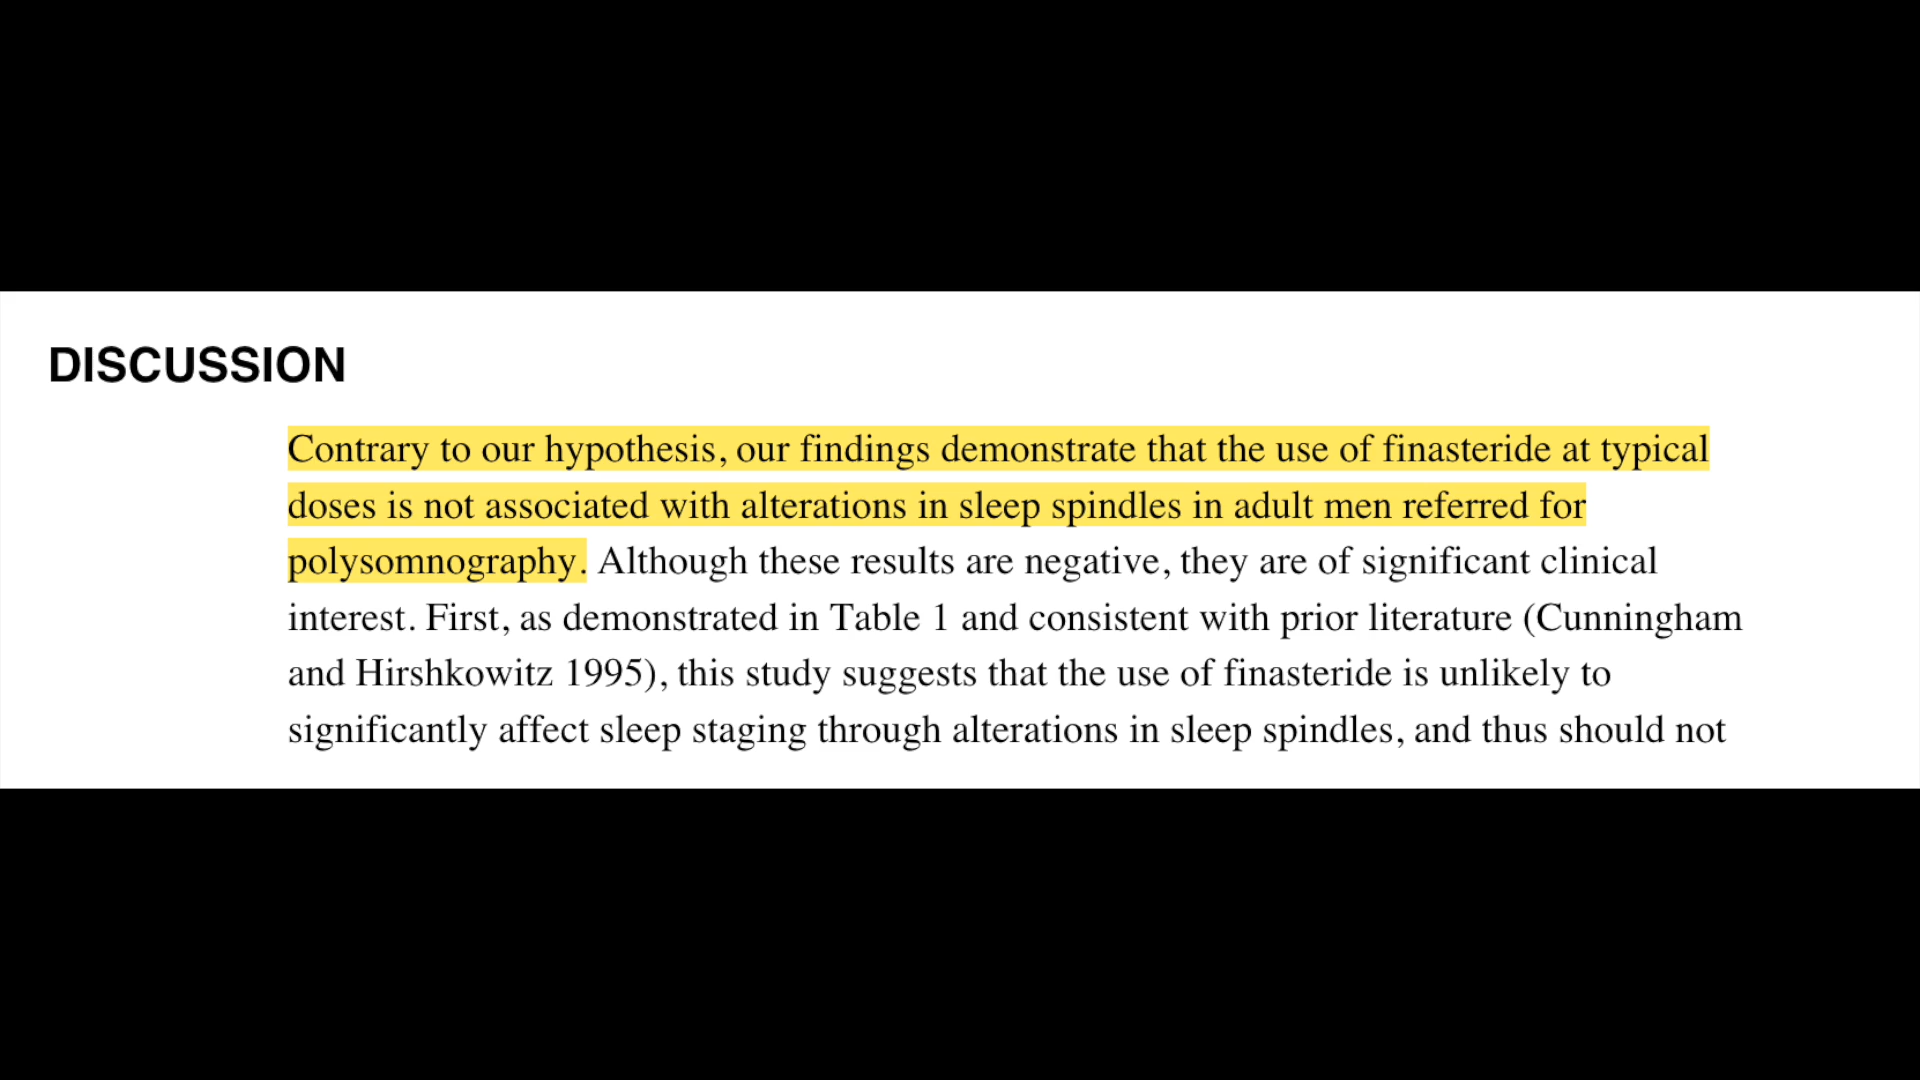 DISCUSSION
Contrary to our hypothesis, our findings demonstrate that the use of finasteride at typical
doses is not associated with alterations in sleep spindles in adult men referred for
polysomnography. Although these results are negative, they are of significant clinical
interest. First, as demonstrated in Table 1 and consistent with prior literature (Cunningham
and Hirshkowitz 1995), this study suggests that the use of finasteride is unlikely to
significantly affect sleep staging through alterations in sleep spindles, and thus should not